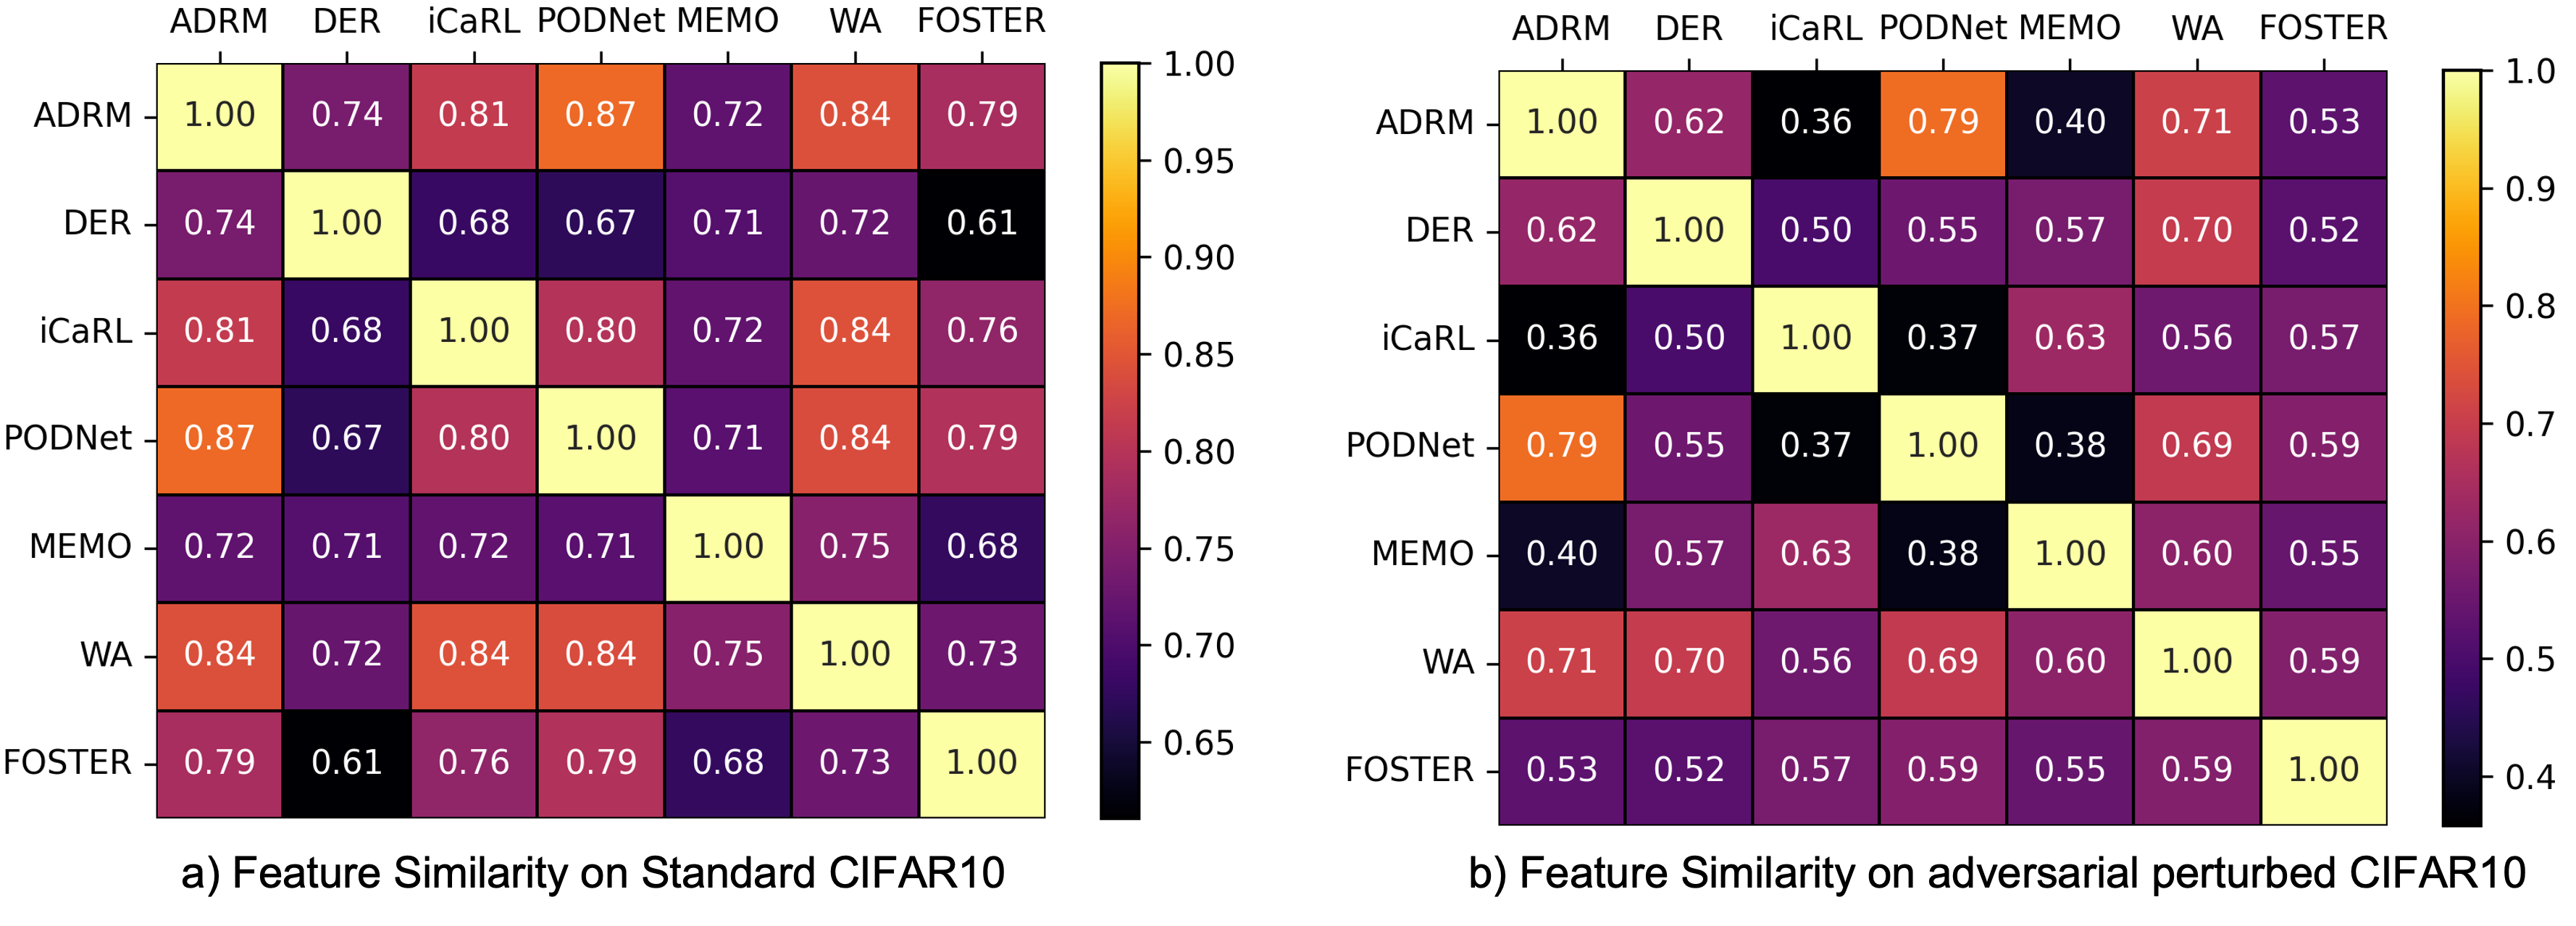 ADRM DER iCaRL PODNet MEMO WA FOSTER
ADRM 1.00 0.74 0.81 0.87 0.72 0.84 0.79
DER 0.74 1.00 0.68 0.67 0.71 0.72 0.61
iCaRL 0.81 0.68 1.00 0.80 0.72 0.84 0.76
PODNet 0.87 0.67 0.80 1.00 0.71 0.84 0.79
MEMO 0.72 0.71 0.72 0.71 1.00 0.75 0.68
WA 0.84 0.72 0.84 0.84 0.75 1.00 0.73
FOSTER 0.79 0.61 0.76 0.79 0.68 0.73 1.00
1.00
0.95
0.90
0.85
0.80
0.75
0.70
0.65
a) Feature Similarity on Standard CIFAR10
ADRM DER iCaRL PODNet MEMO WA FOSTER
ADRM 1.00 0.62 0.36 0.79 0.40 0.71 0.53
DER 0.62 1.00 0.50 0.55 0.57 0.70 0.52
iCaRL 0.36 0.50 1.00 0.37 0.63 0.56 0.57
PODNet 0.79 0.55 0.37 1.00 0.38 0.69 0.59
MEMO 0.40 0.57 0.63 0.38 1.00 0.60 0.55
WA 0.71 0.70 0.56 0.69 0.60 1.00 0.59
FOSTER 0.53 0.52 0.57 0.59 0.55 0.59 1.00
1.0
0.9
0.8
0.7
0.6
0.5
0.4
b) Feature Similarity on adversarial perturbed CIFAR10